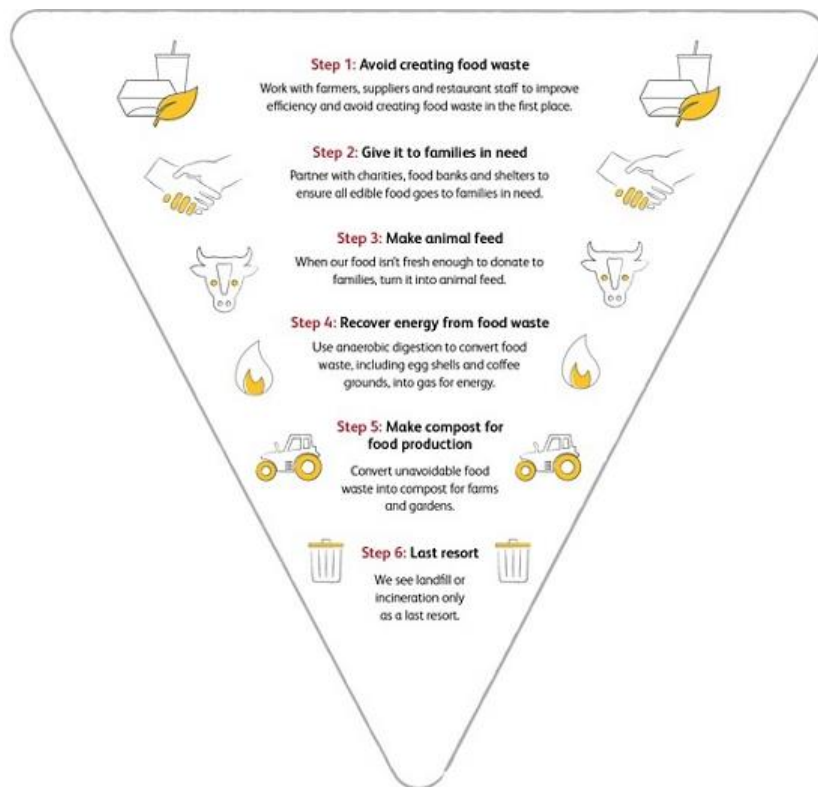 Step 1: Avoid creating food waste
Work with farmers, suppliers and restaurant staff to improve
efficiency and avoid creating food waste in the first place.
Step 2: Give it to families in need
Partner with charities, food banks and shelters to
ensure all edible food goes to families in need.
Step 3: Make animal feed
When our food isn't fresh enough to donate to
families, turn it into animal feed.
Step 4: Recover energy from food waste
Use anaerobic digestion to convert food
waste, including egg shells and coffee
grounds, into gas for energy.
Step 5: Make compost for
food production
Convert unavoidable food
waste into compost for farms
and gardens.
Step 6: Last resort
We see landfill or
incineration only
as a last resort.